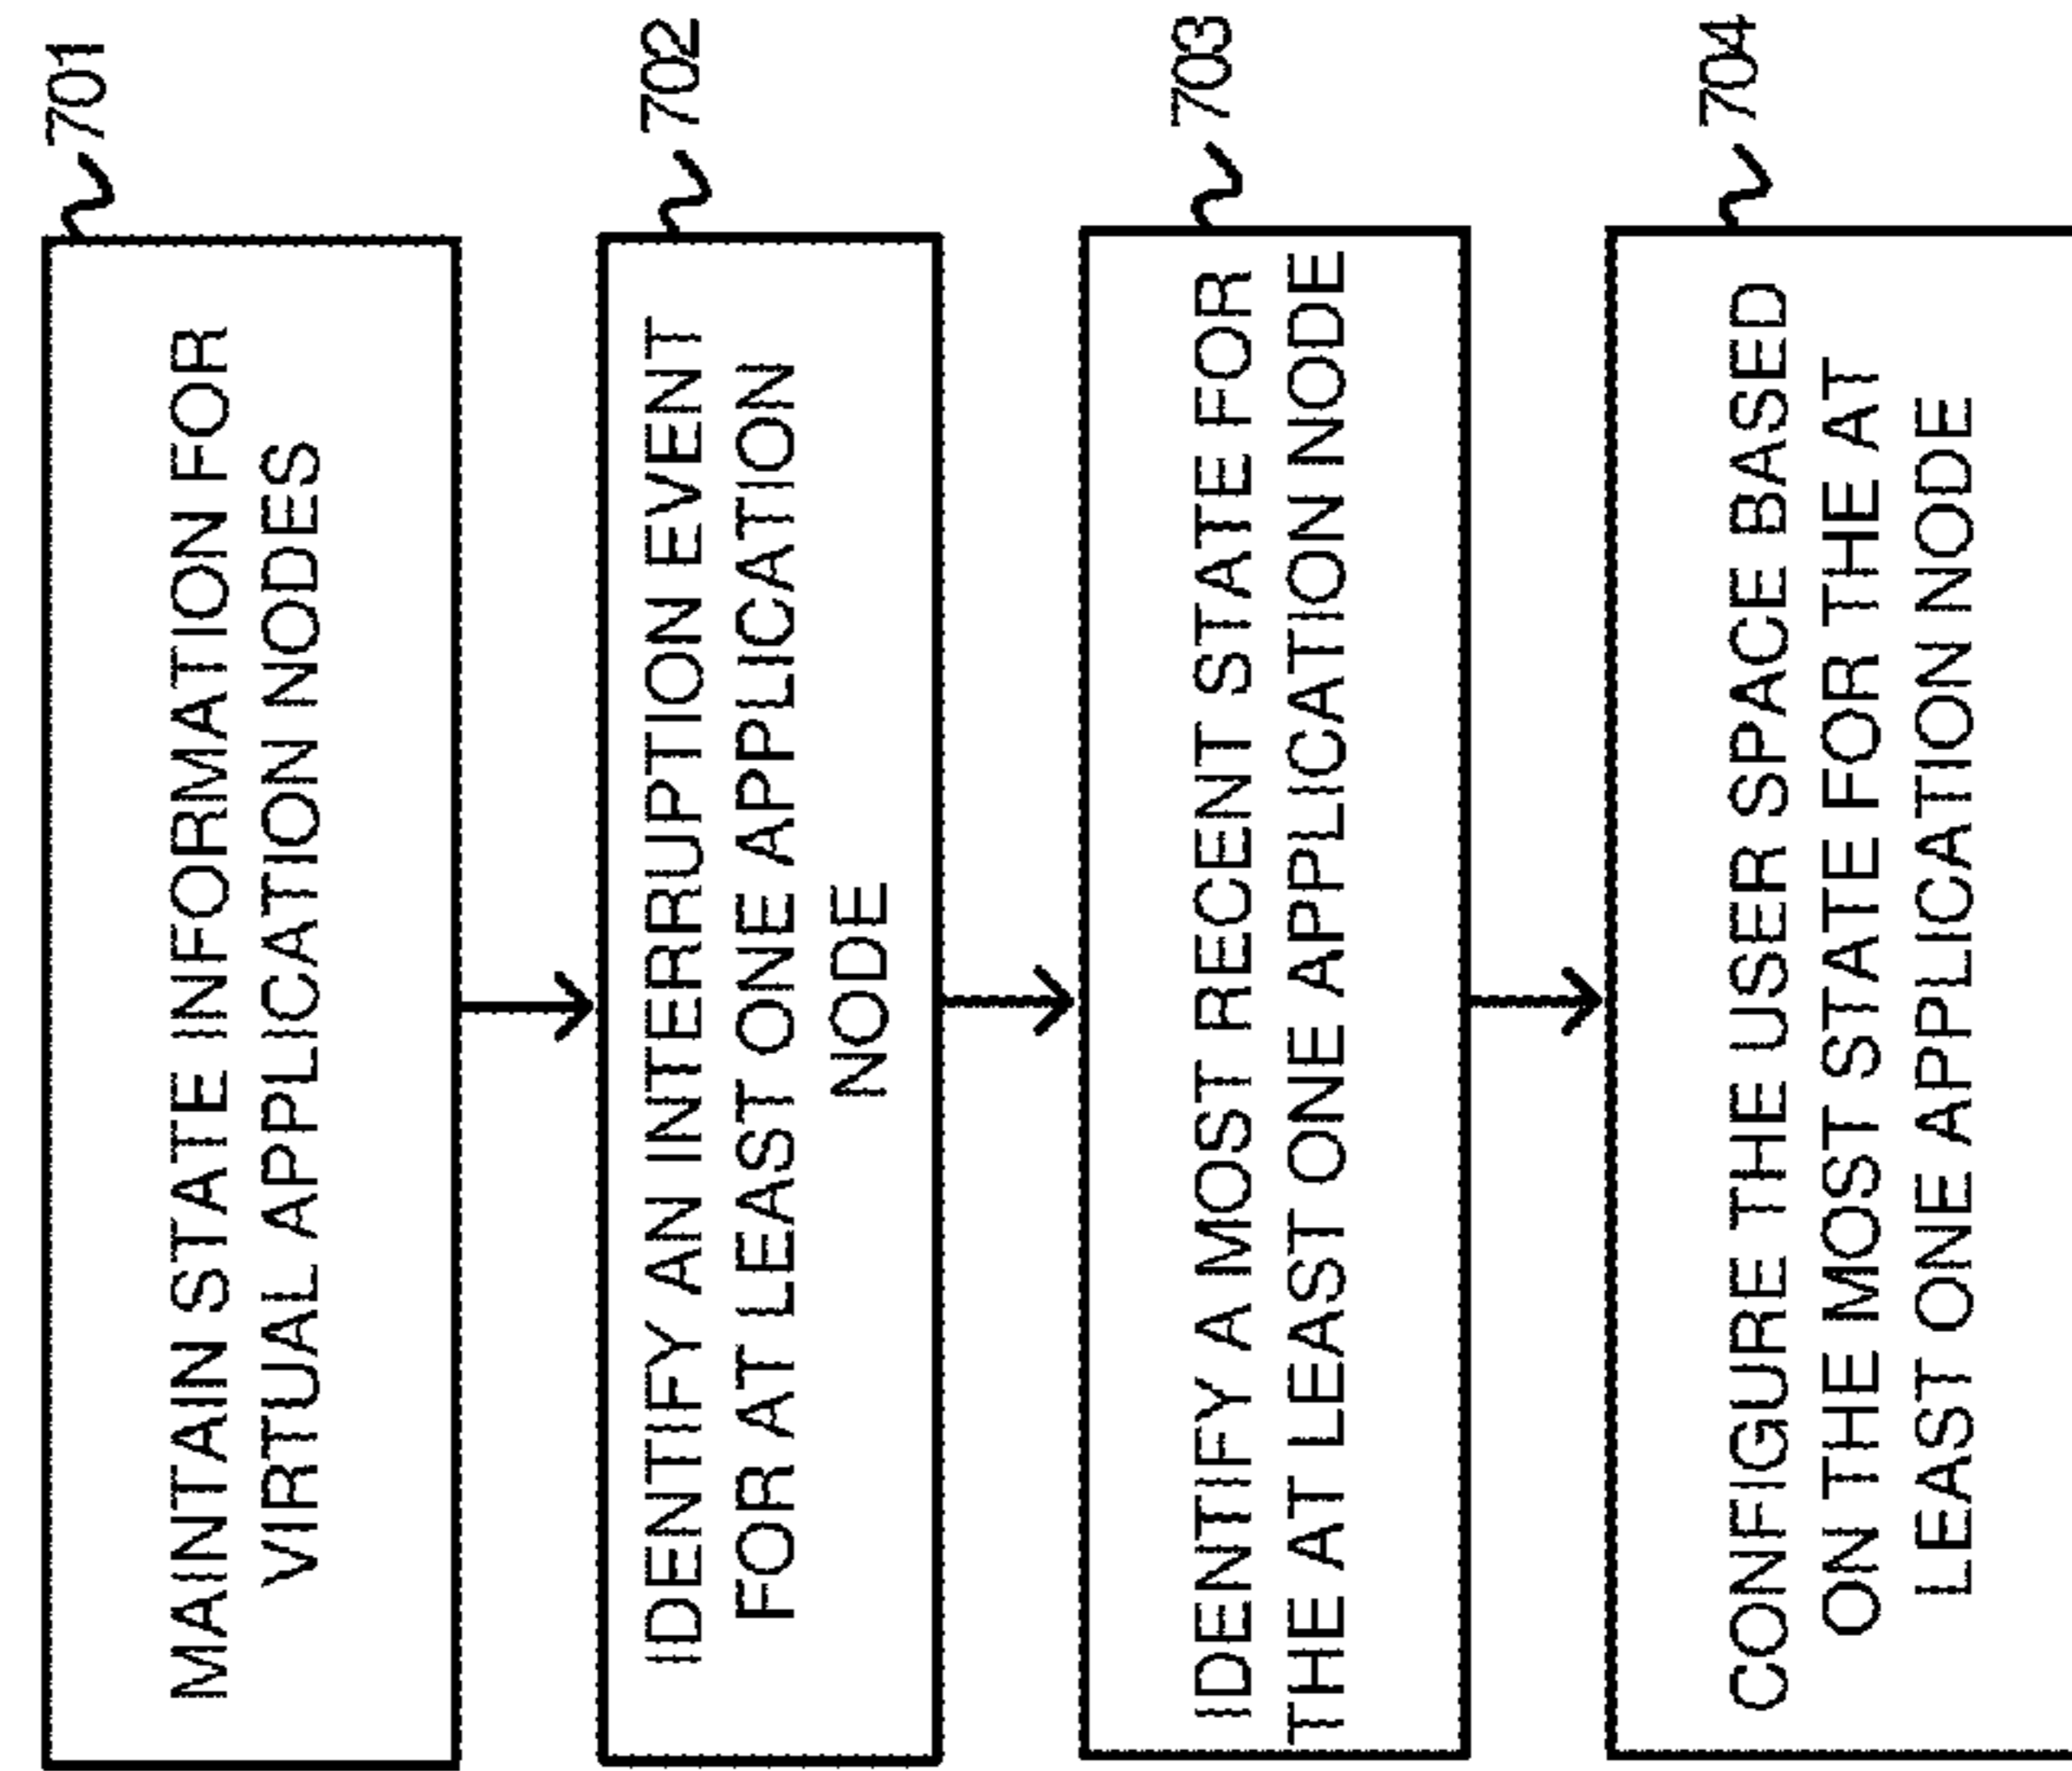 701
MAINTAIN STATE INFORMATION FOR
VIRTUAL APPLICATION NODES
702
IDENTIFY AN INTERRUPTION EVENT
FOR AT LEAST ONE APPLICATION
NODE
703
IDENTIFY A MOST RECENT STATE FOR
THE AT LEAST ONE APPLICATION NODE
704
CONFIGURE THE USER SPACE BASED
ON THE MOST STATE FOR THE AT
LEAST ONE APPLICATION NODE